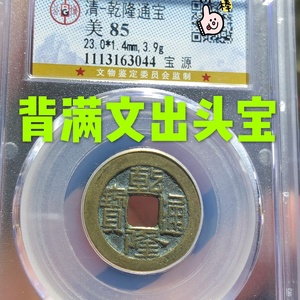 清-乾隆通宝
美 85
23.0*1.4mm, 3.9g
1113163044 宝 源
文物鉴定委员会监制
背满文出头宝
乾隆通寶